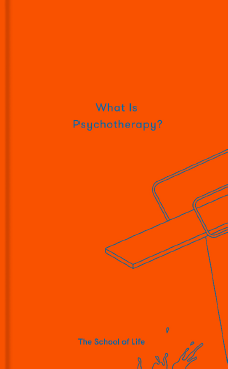 What Is
Psychotherapy?
The School of Life